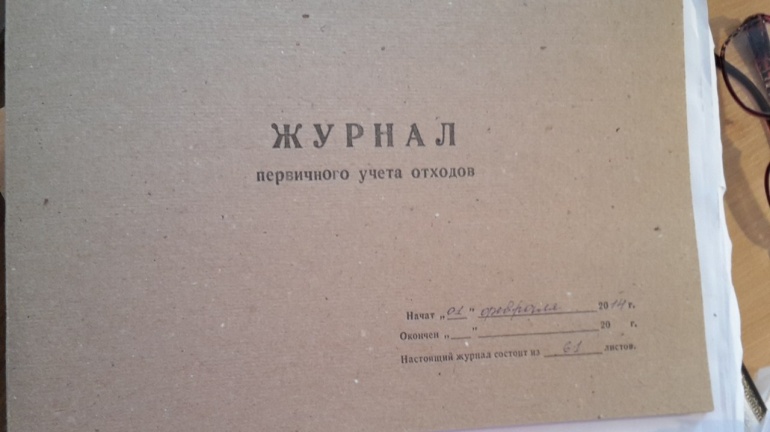 ЖУРНАЛ
первичного учета отходов
Начат „01" февраля 2014 г.
Окончен „ " 20 г.
Настоящий журнал состоит из 61 листов.